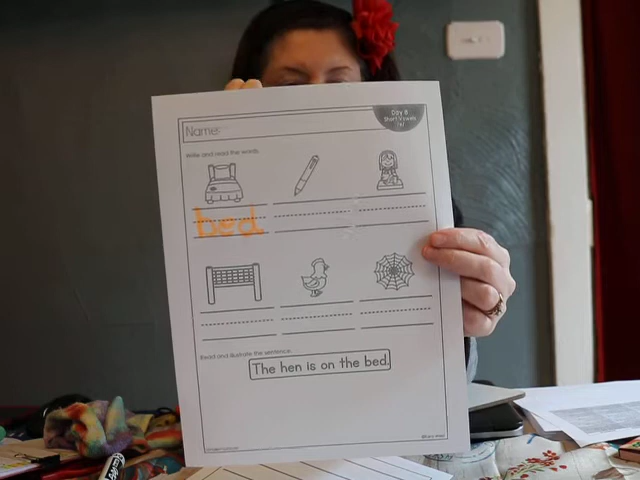 Day 8
Short Vowels
/e/
Name:
Write and read the words.
bed
Read and illustrate the sentence.
The hen is on the bed.